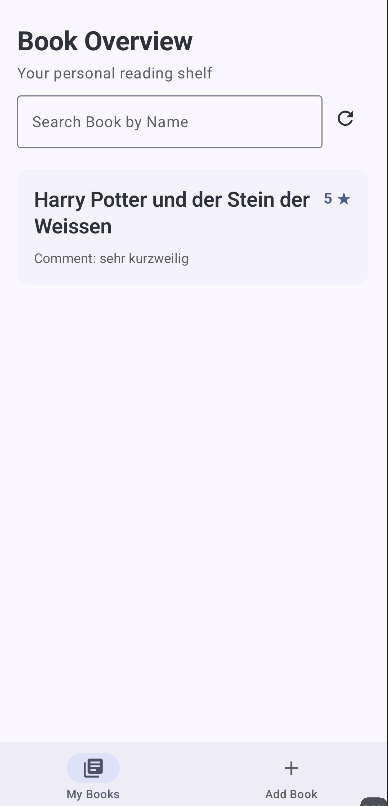 Book Overview
Your personal reading shelf
Search Book by Name
Harry Potter und der Stein der
Weissen
5 ★
Comment: sehr kurzweilig
My Books
Add Book